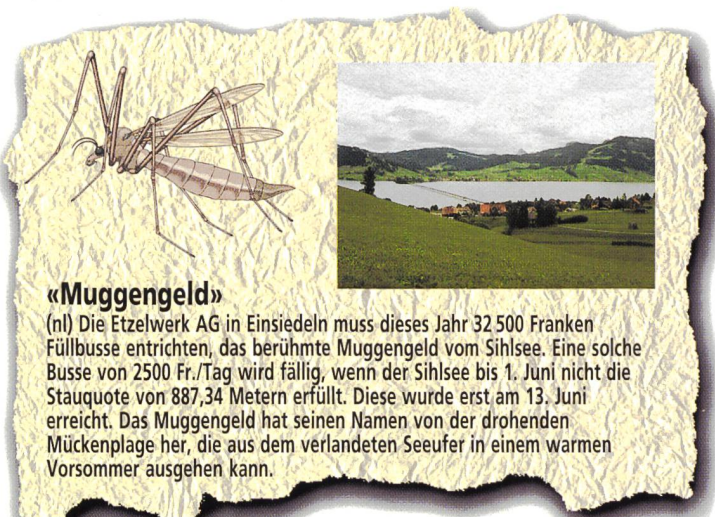 «Muggengeld»
(nl) Die Etzelwerk AG in Einsiedeln muss dieses Jahr 32 500 Franken
Füllbusse entrichten, das berühmte Muggengeld vom Sihlsee. Eine solche
Busse von 2500 Fr./Tag wird fällig, wenn der Sihlsee bis 1. Juni nicht die
Stauquote von 887,34 Metern erfüllt. Diese wurde erst am 13. Juni
erreicht. Das Muggengeld hat seinen Namen von der drohenden
Mückenplage her, die aus dem verlandeten Seeufer in einem warmen
Vorsommer ausgehen kann.